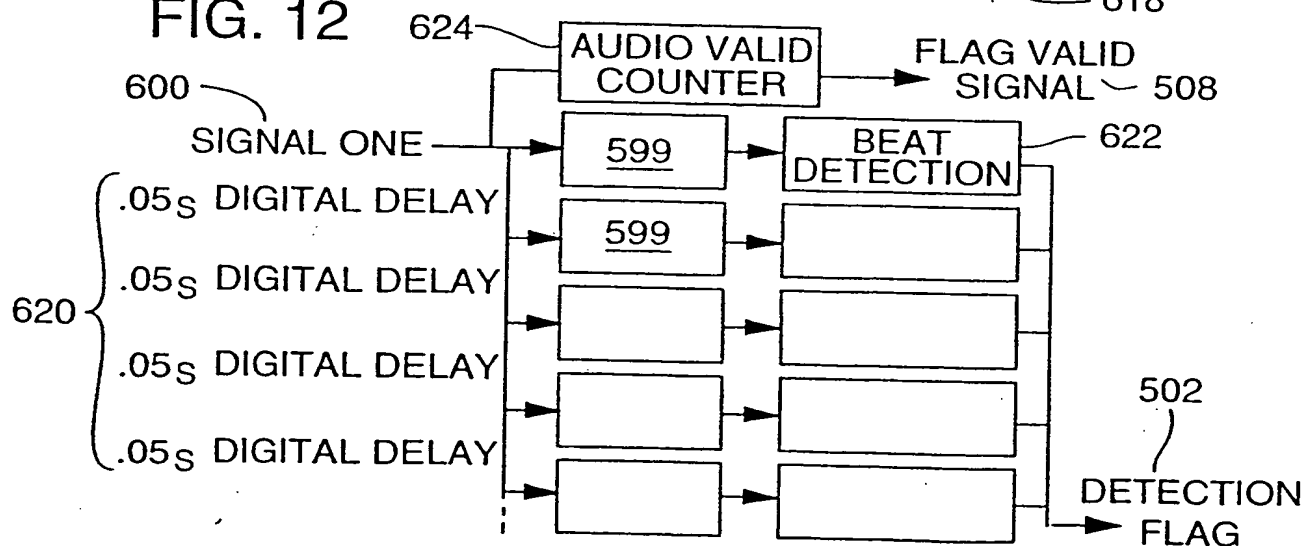 FIG. 12
618
624
AUDIO VALID
COUNTER
FLAG VALID
SIGNAL
508
600
SIGNAL ONE
599
BEAT
DETECTION
622
.05S DIGITAL DELAY
599
.05S DIGITAL DELAY
620
.05S DIGITAL DELAY
.05S DIGITAL DELAY
502
DETECTION
FLAG